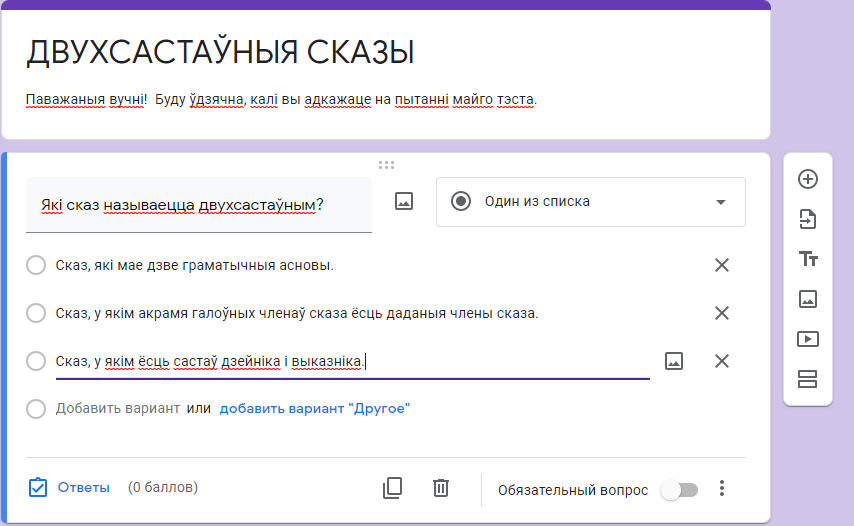 ДВУХСАСТАЎНЫЯ СКАЗЫ
Паважаныя вучні!  Буду ўдзячна, калі вы адкажаце на пытанні майго тэста.
Які сказ называецца двухсастаўным?
Один из списка
Сказ, які мае дзве граматычныя асновы.
Сказ, у якім акрамя галоўных членаў сказа ёсць даданыя члены сказа.
Сказ, у якім ёсць састаў дзейніка і выказніка.
Добавить вариант или добавить вариант "Другое"
Ответы (0 баллов)
Обязательный вопрос